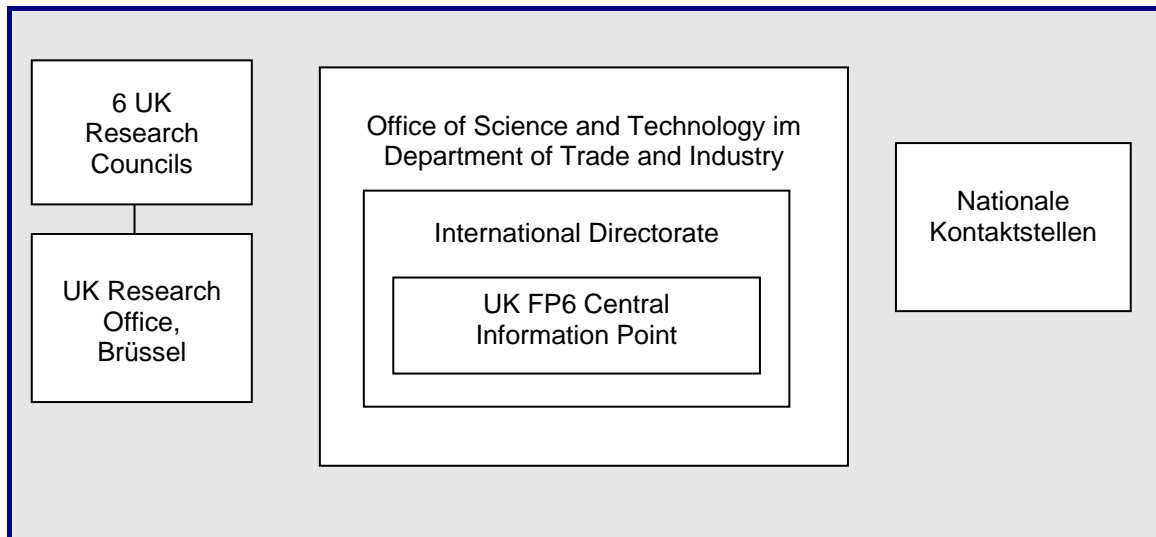 6 UK
Research
Councils
UK Research
Office,
Brüssel
Office of Science and Technology im
Department of Trade and Industry
International Directorate
UK FP6 Central
Information Point
Nationale
Kontaktstellen